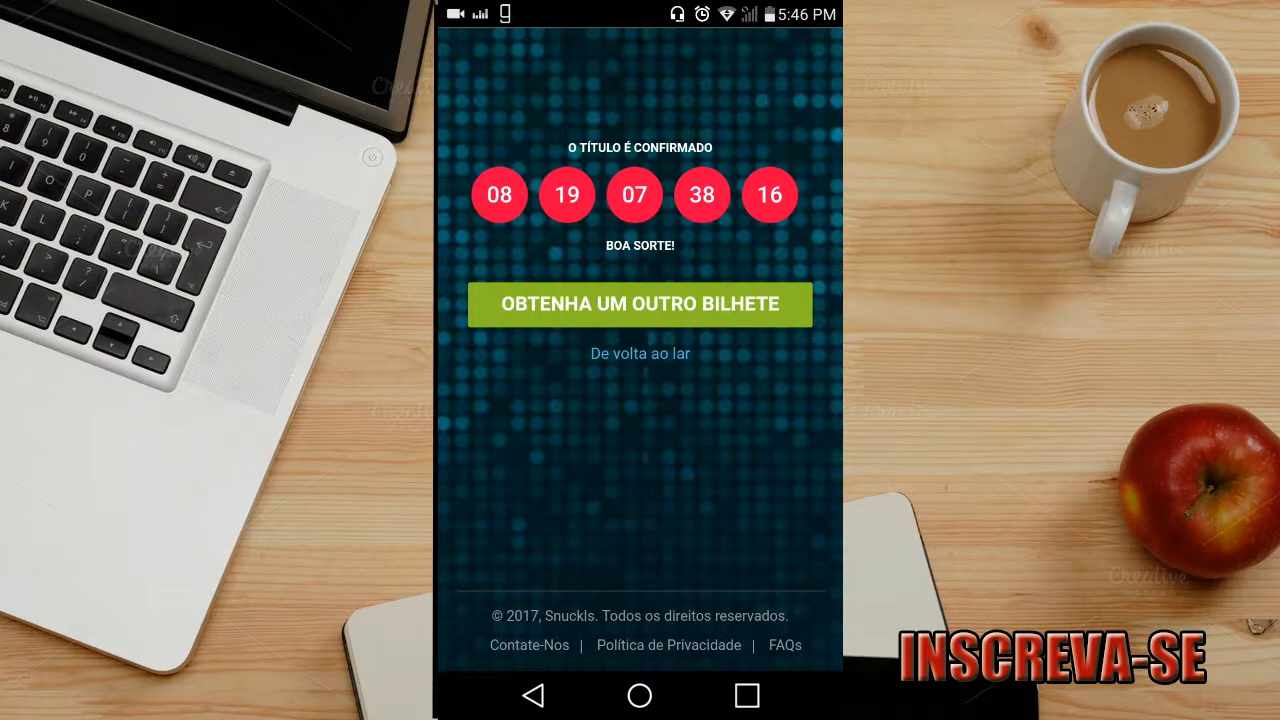 5:46 PM
O TÍTULO É CONFIRMADO
08 19 07 38 16
BOA SORTE!
OBTENHA UM OUTRO BILHETE
De volta ao lar
© 2017, Snuckls. Todos os direitos reservados.
Contate-Nos | Política de Privacidade | FAQs
INSCREVA-SE